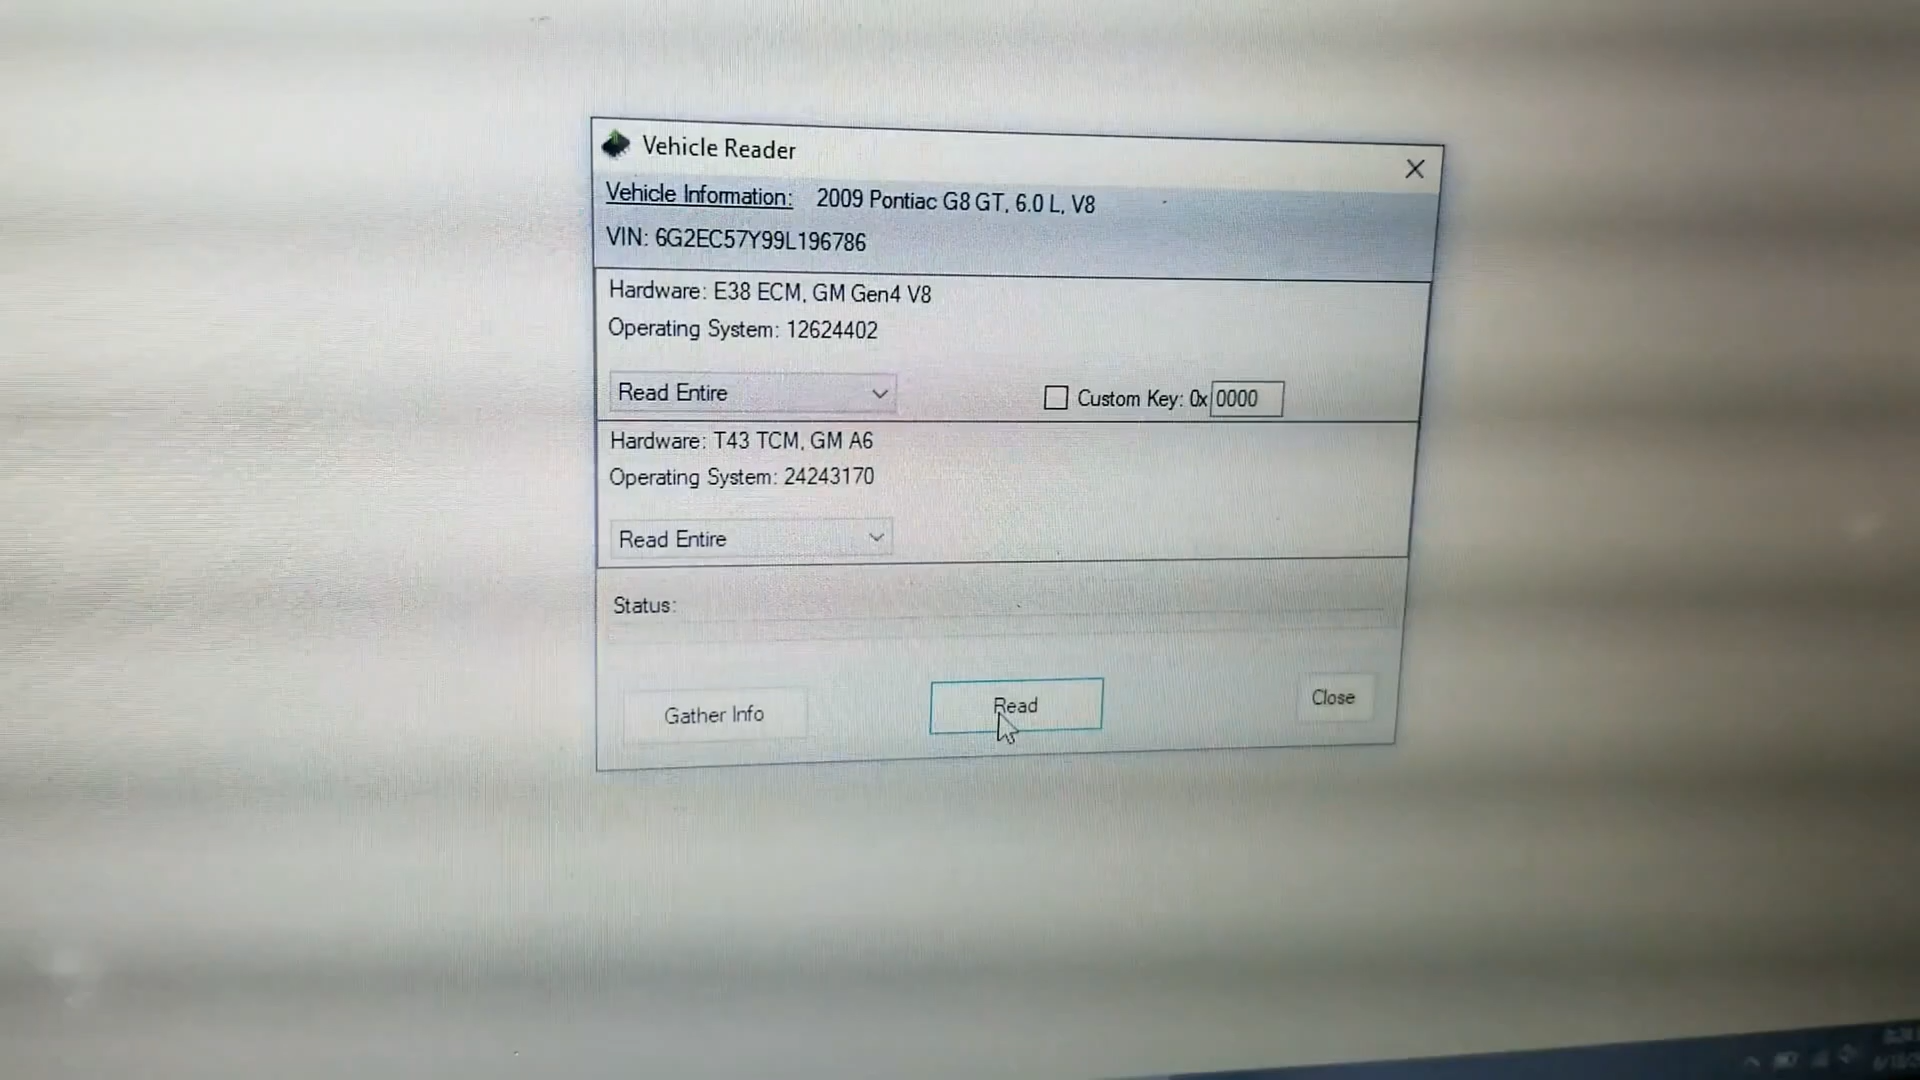 Vehicle Reader
Vehicle Information: 2009 Pontiac G8 GT, 6.0 L, V8
VIN: 6G2EC57Y99L196786
Hardware: E38 ECM, GM Gen4 V8
Operating System: 12624402
Read Entire
Custom Key: 0x 0000
Hardware: T43 TCM, GM A6
Operating System: 24243170
Read Entire
Status:
Gather Info
Read
Close